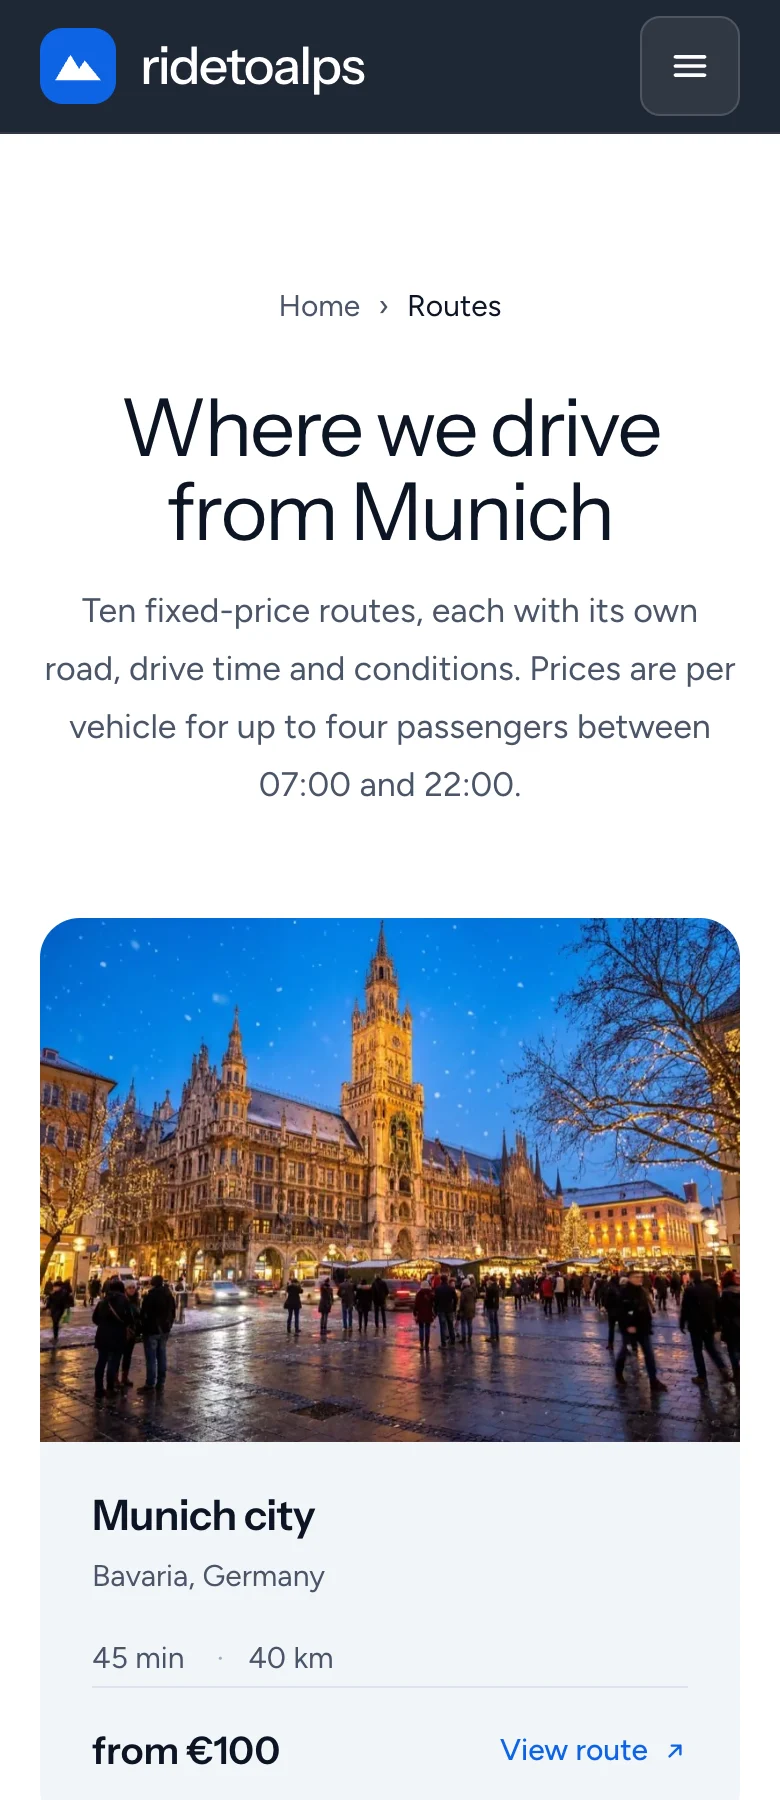 ridetoalps
Home › Routes
Where we drive
from Munich
Ten fixed-price routes, each with its own
road, drive time and conditions. Prices are per
vehicle for up to four passengers between
07:00 and 22:00.
Munich city
Bavaria, Germany
45 min · 40 km
from €100 View route ↗